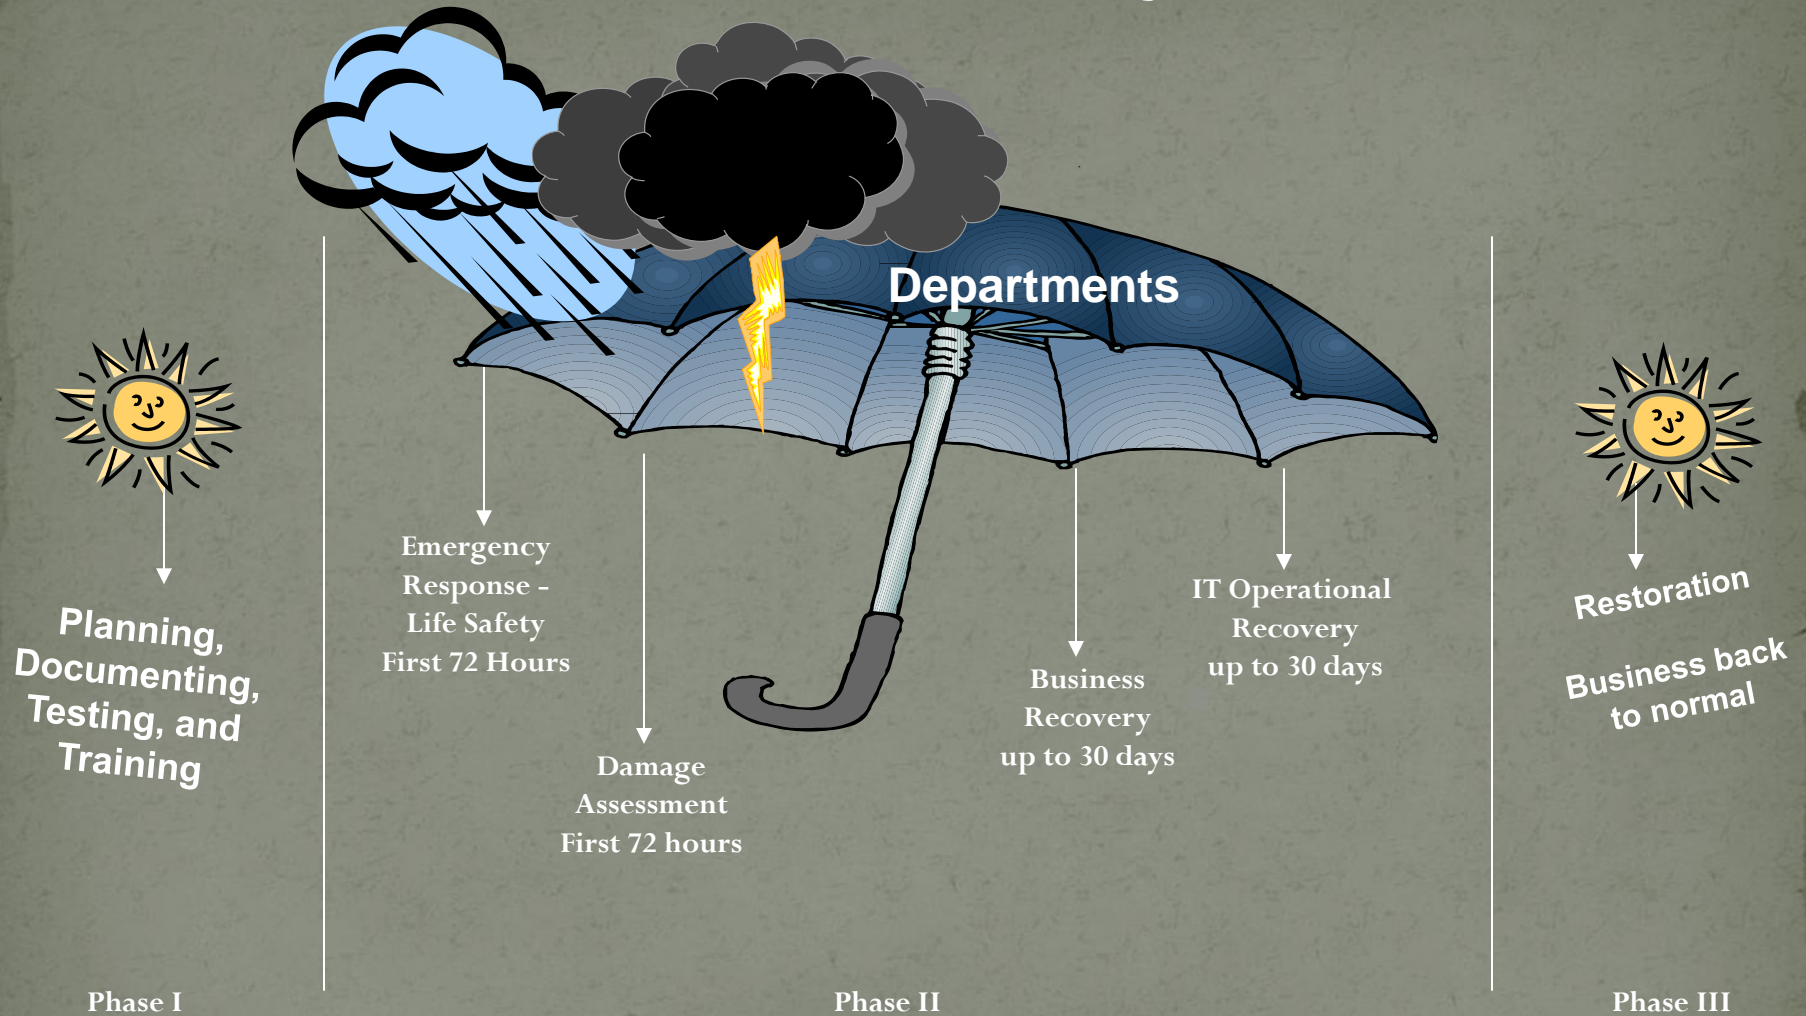 Departments
Planning,
Documenting,
Testing, and
Training
Emergency
Response -
Life Safety
First 72 Hours
Damage
Assessment
First 72 hours
Business
Recovery
up to 30 days
IT Operational
Recovery
up to 30 days
Restoration
Business back
to normal
Phase I
Phase II
Phase III